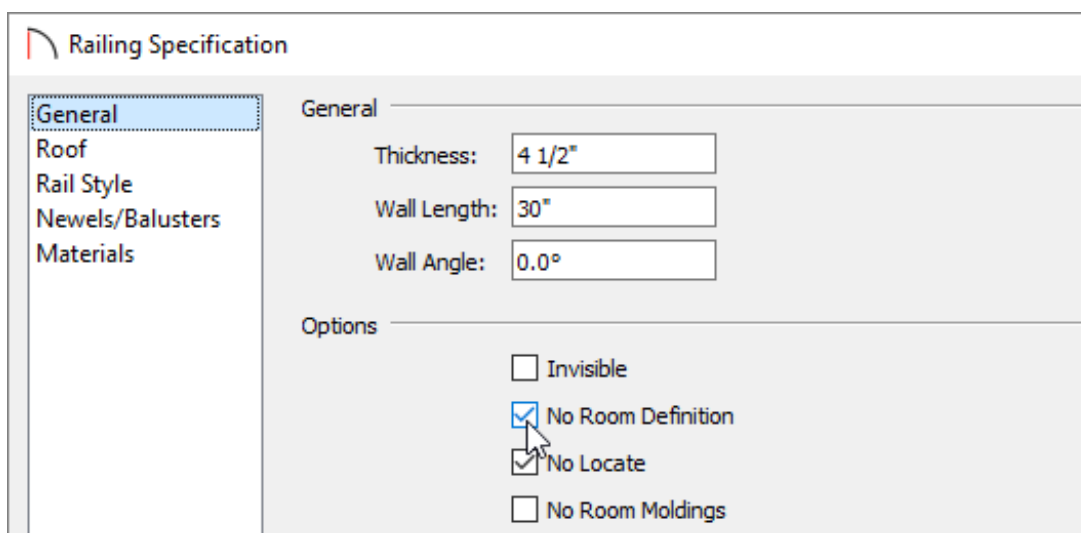 Railing Specification
General
Roof
Rail Style
Newels/Balusters
Materials
General
Thickness: 4 1/2"
Wall Length: 30"
Wall Angle: 0.0°
Options
Invisible
No Room Definition
No Locate
No Room Moldings